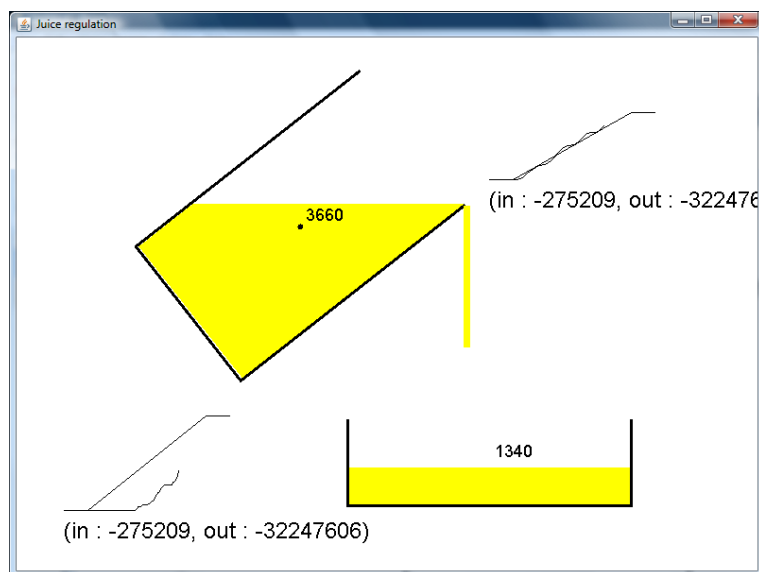 Juice regulation
(in : -275209, out : -322476
3660
1340
(in : -275209, out : -32247606)